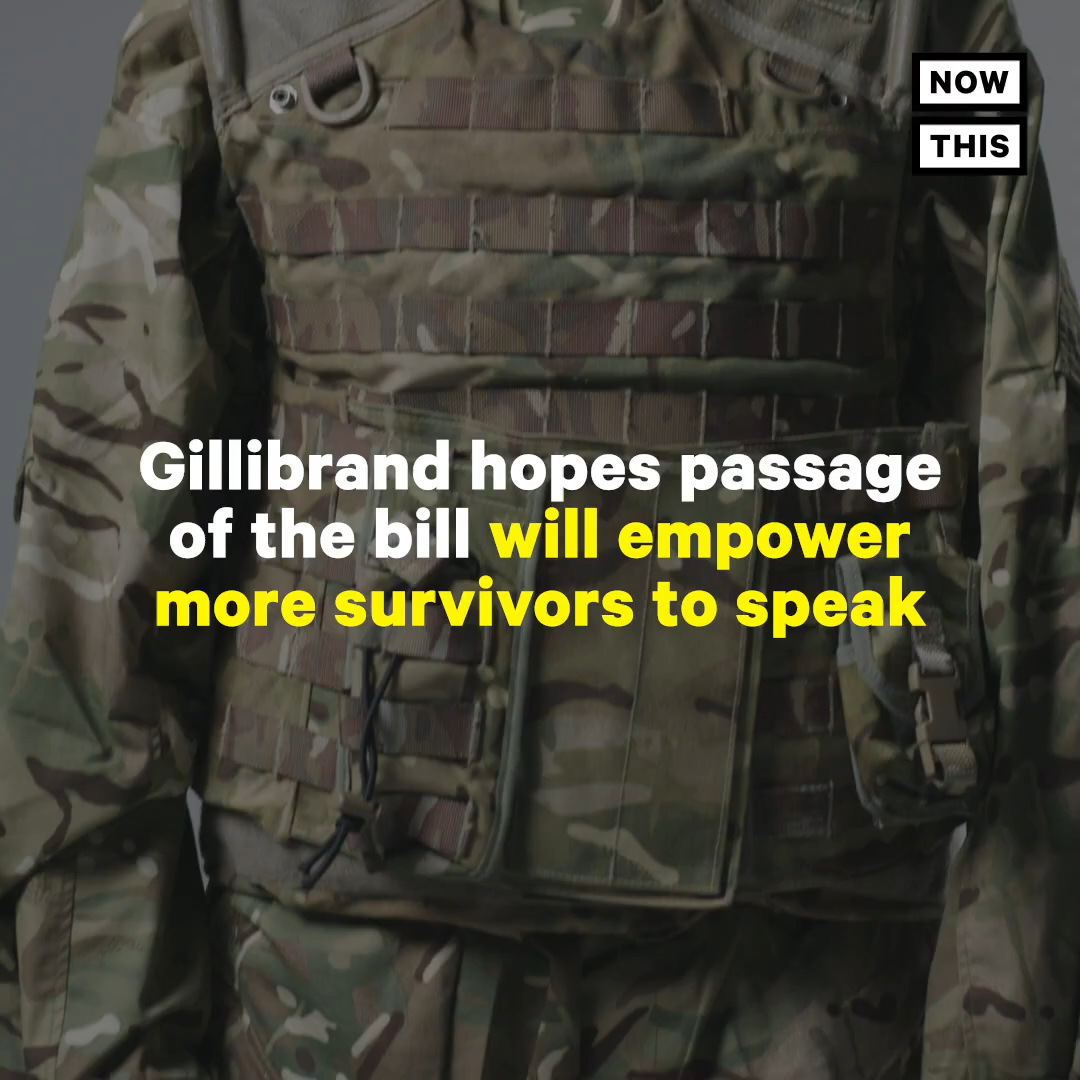 NOW
THIS
Gillibrand hopes passage
of the bill will empower
more survivors to speak